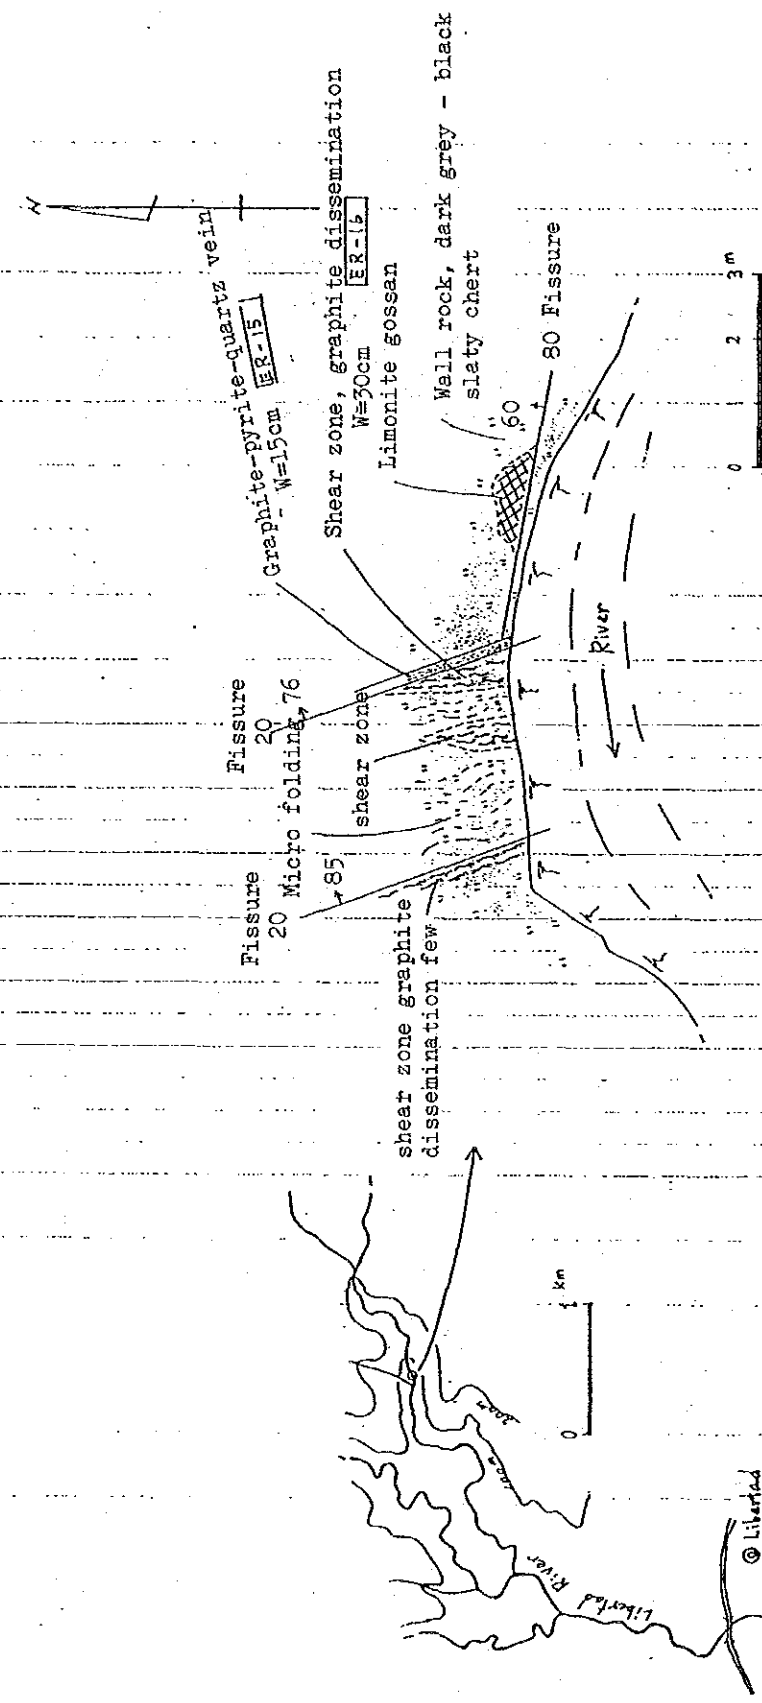 N
Graphite-pyrite-quartz vein
- W=15cm ER-15
Shear zone, graphite dissemination
W=30cm ER-16
Limonite gossan
Wall rock, dark grey - black
slaty chert
Fissure
20
76
Micro folding
shear zone
Fissure
20
85
60
80 Fissure
shear zone graphite
dissemination few
River
0 1 2 3 m
0 1 km
200m
100m
Libertad River
Libertad